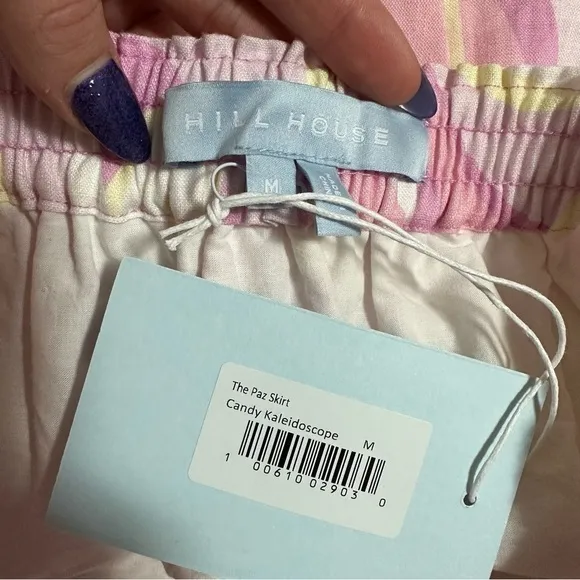 HILL HOUSE
M
The Paz Skirt
Candy Kaleidoscope M
1 00610 02903 0